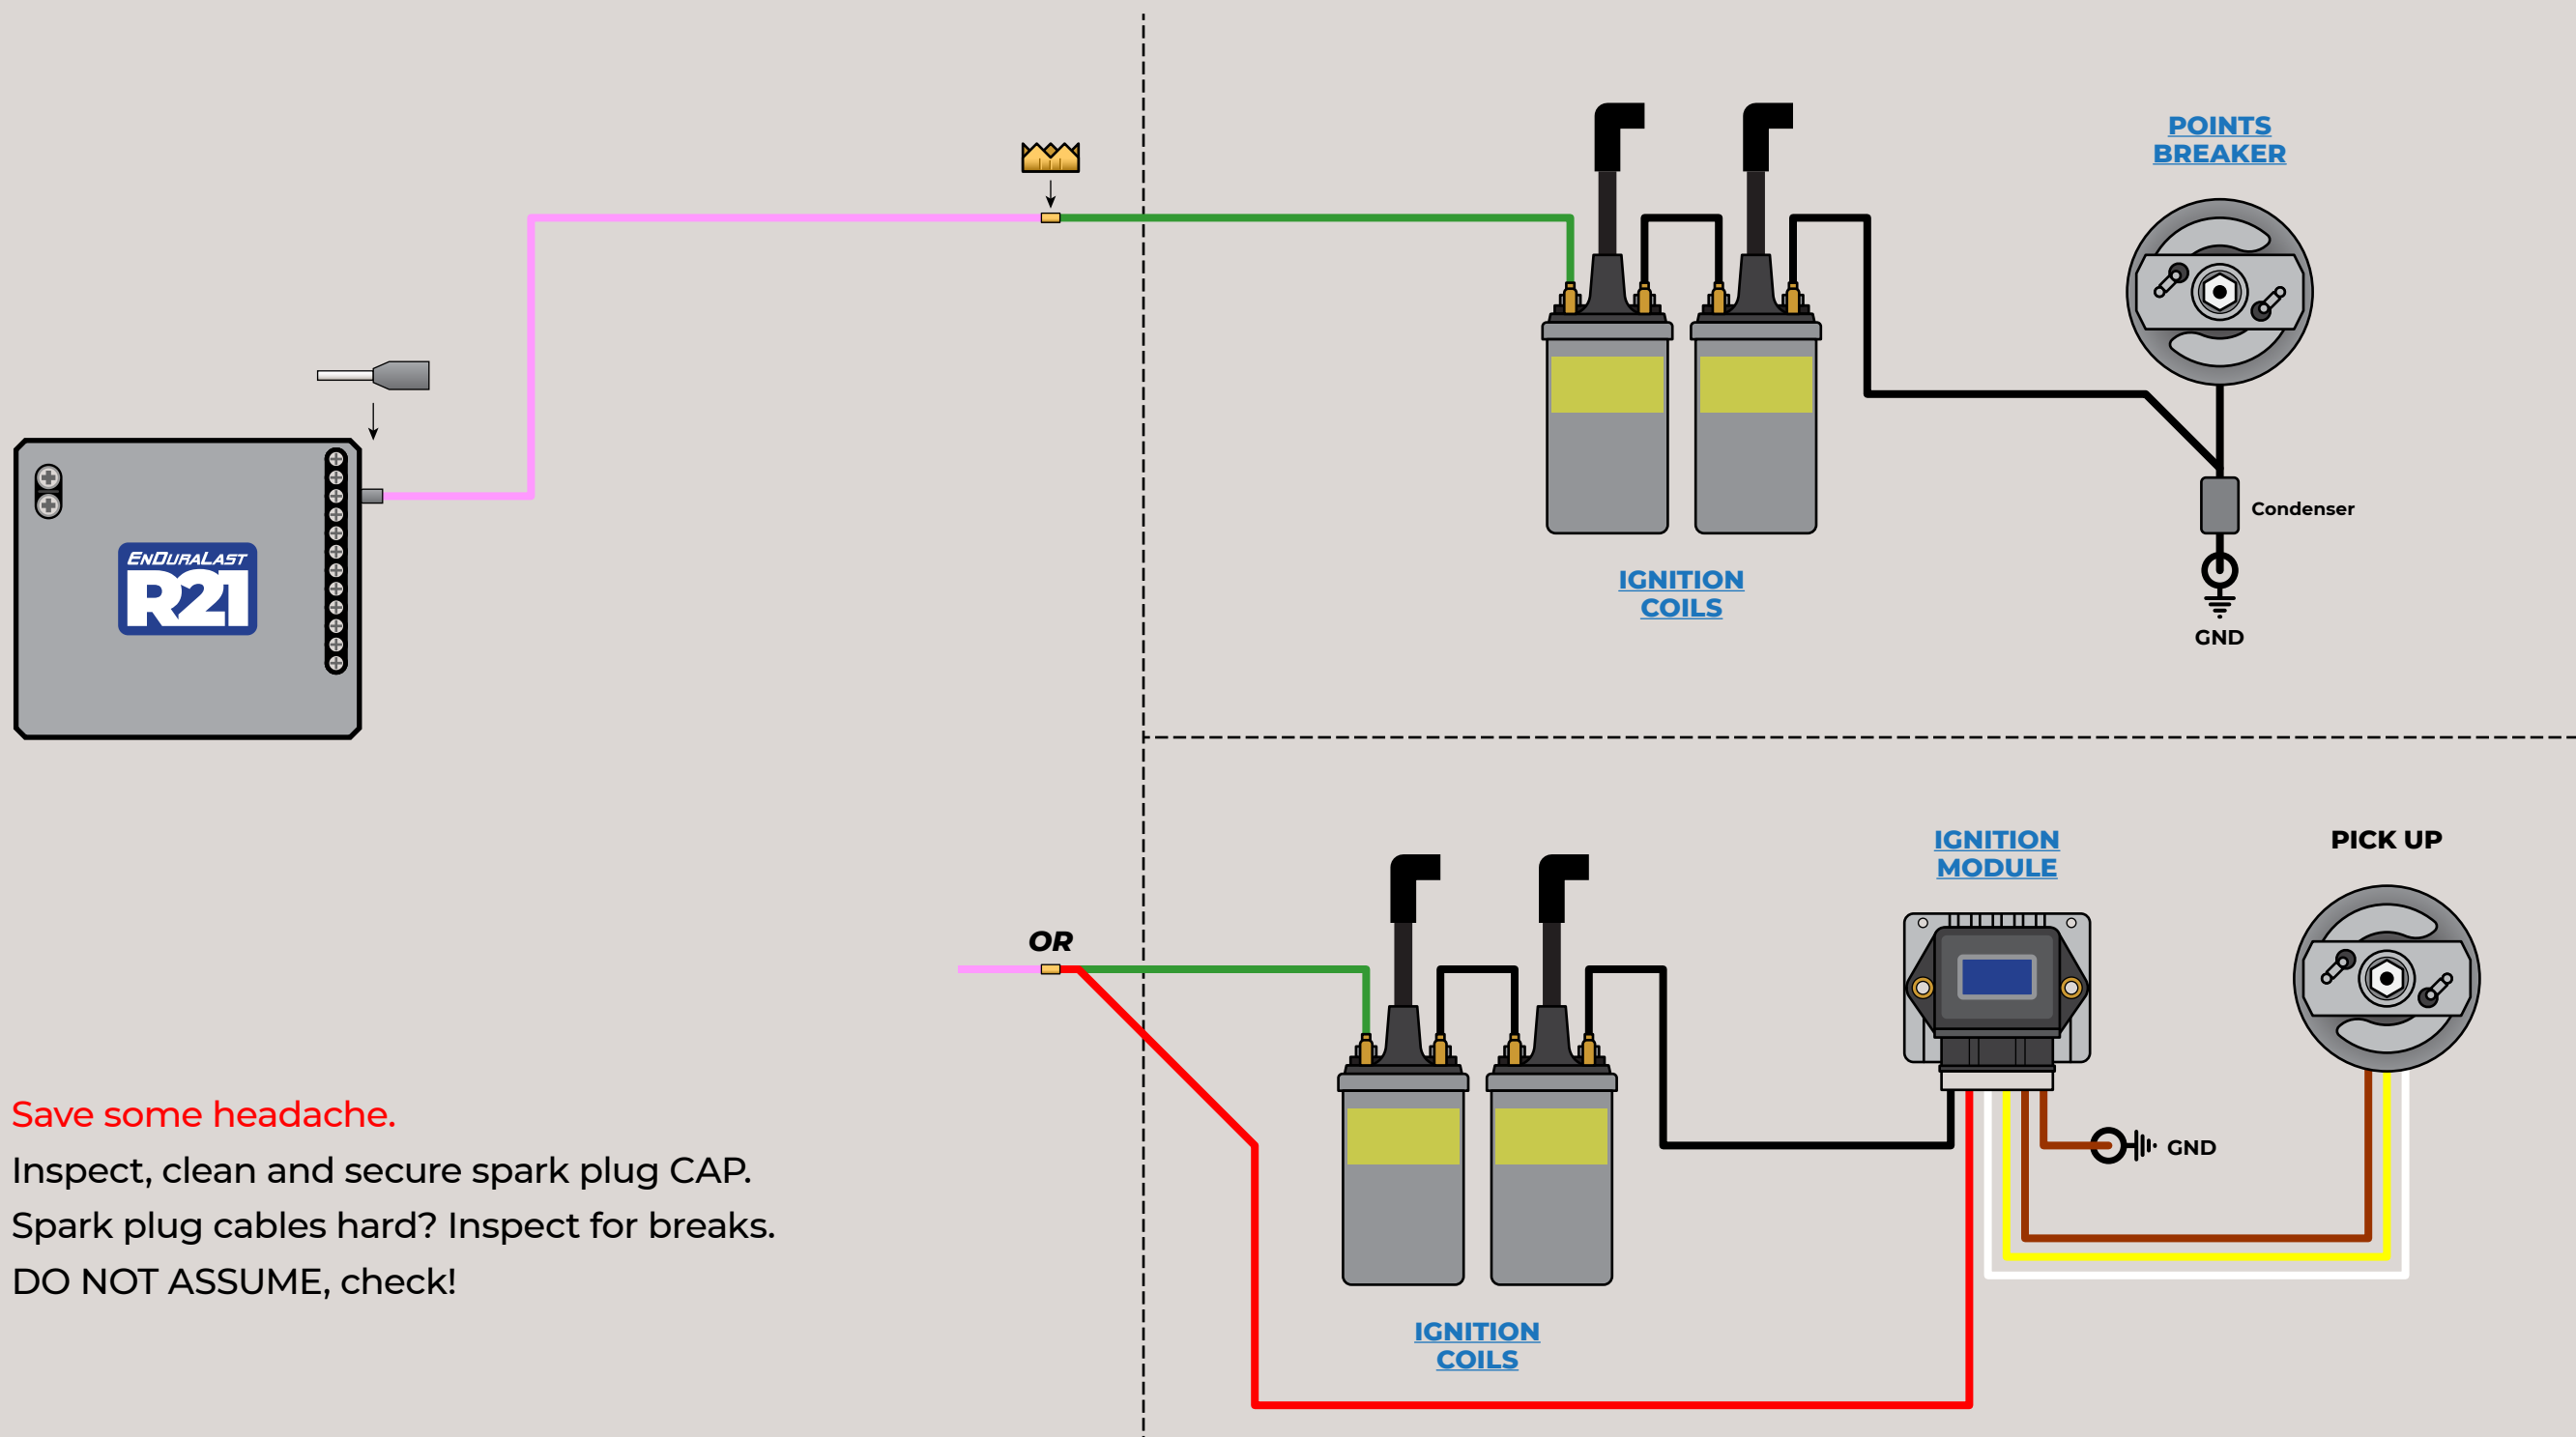 POINTS
BREAKER
ENDURALAST
R21
Condenser
IGNITION
COILS
GND
IGNITION
MODULE
PICK UP
OR
Save some headache.
Inspect, clean and secure spark plug CAP.
Spark plug cables hard? Inspect for breaks.
DO NOT ASSUME, check!
GND
IGNITION
COILS